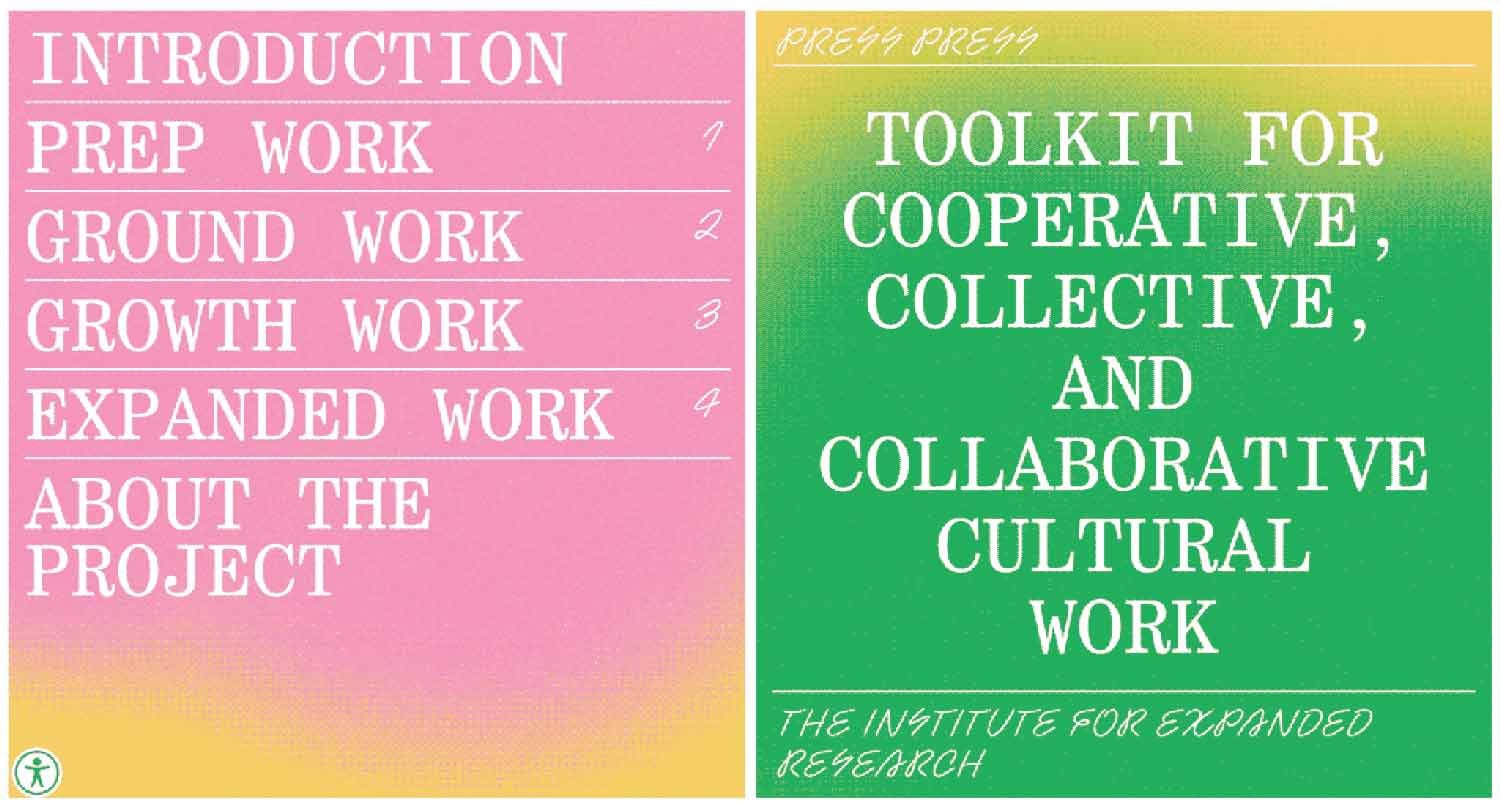 INTRODUCTION
PREP WORK 1
GROUND WORK 2
GROWTH WORK 3
EXPANDED WORK 4
ABOUT THE
PROJECT
PRESS PRESS
TOOLKIT FOR
COOPERATIVE,
COLLECTIVE,
AND
COLLABORATIVE
CULTURAL
WORK
THE INSTITUTE FOR EXPANDED
RESEARCH